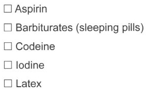 ☐ Aspirin
☐ Barbiturates (sleeping pills)
☐ Codeine
☐ Iodine
☐ Latex